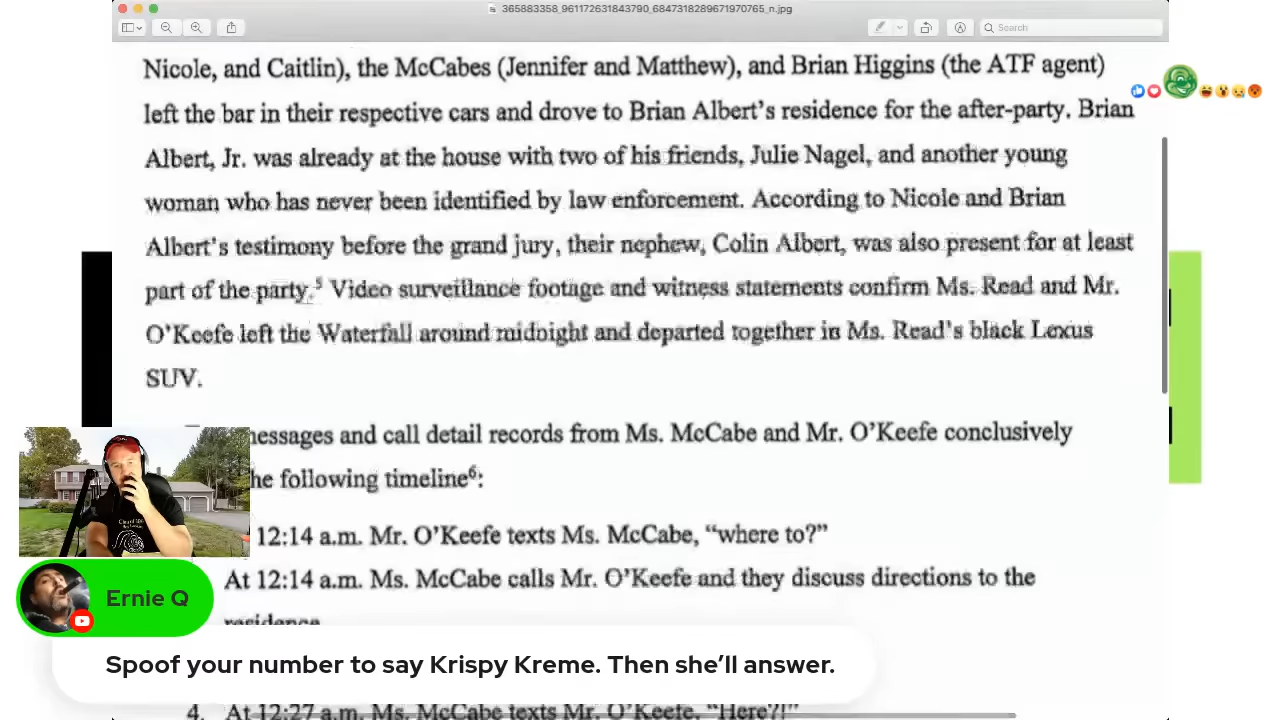 365883358_961172631843790_6847318289671970765_n.jpg
Search
Nicole, and Caitlin), the McCabes (Jennifer and Matthew), and Brian Higgins (the ATF agent)
left the bar in their respective cars and drove to Brian Albert's residence for the after-party. Brian
Albert, Jr. was already at the house with two of his friends, Julie Nagel, and another young
woman who has never been identified by law enforcement. According to Nicole and Brian
Albert's testimony before the grand jury, their nephew, Colin Albert, was also present for at least
part of the party.⁵ Video surveillance footage and witness statements confirm Ms. Read and Mr.
O'Keefe left the Waterfall around midnight and departed together in Ms. Read's black Lexus
SUV.
messages and call detail records from Ms. McCabe and Mr. O'Keefe conclusively
he following timeline⁶:
12:14 a.m. Mr. O'Keefe texts Ms. McCabe, "where to?"
At 12:14 a.m. Ms. McCabe calls Mr. O'Keefe and they discuss directions to the
residence.
Ernie Q
Spoof your number to say Krispy Kreme. Then she'll answer.
4. At 12:27 a.m. Ms. McCabe texts Mr. O'Keefe, "Here?!"